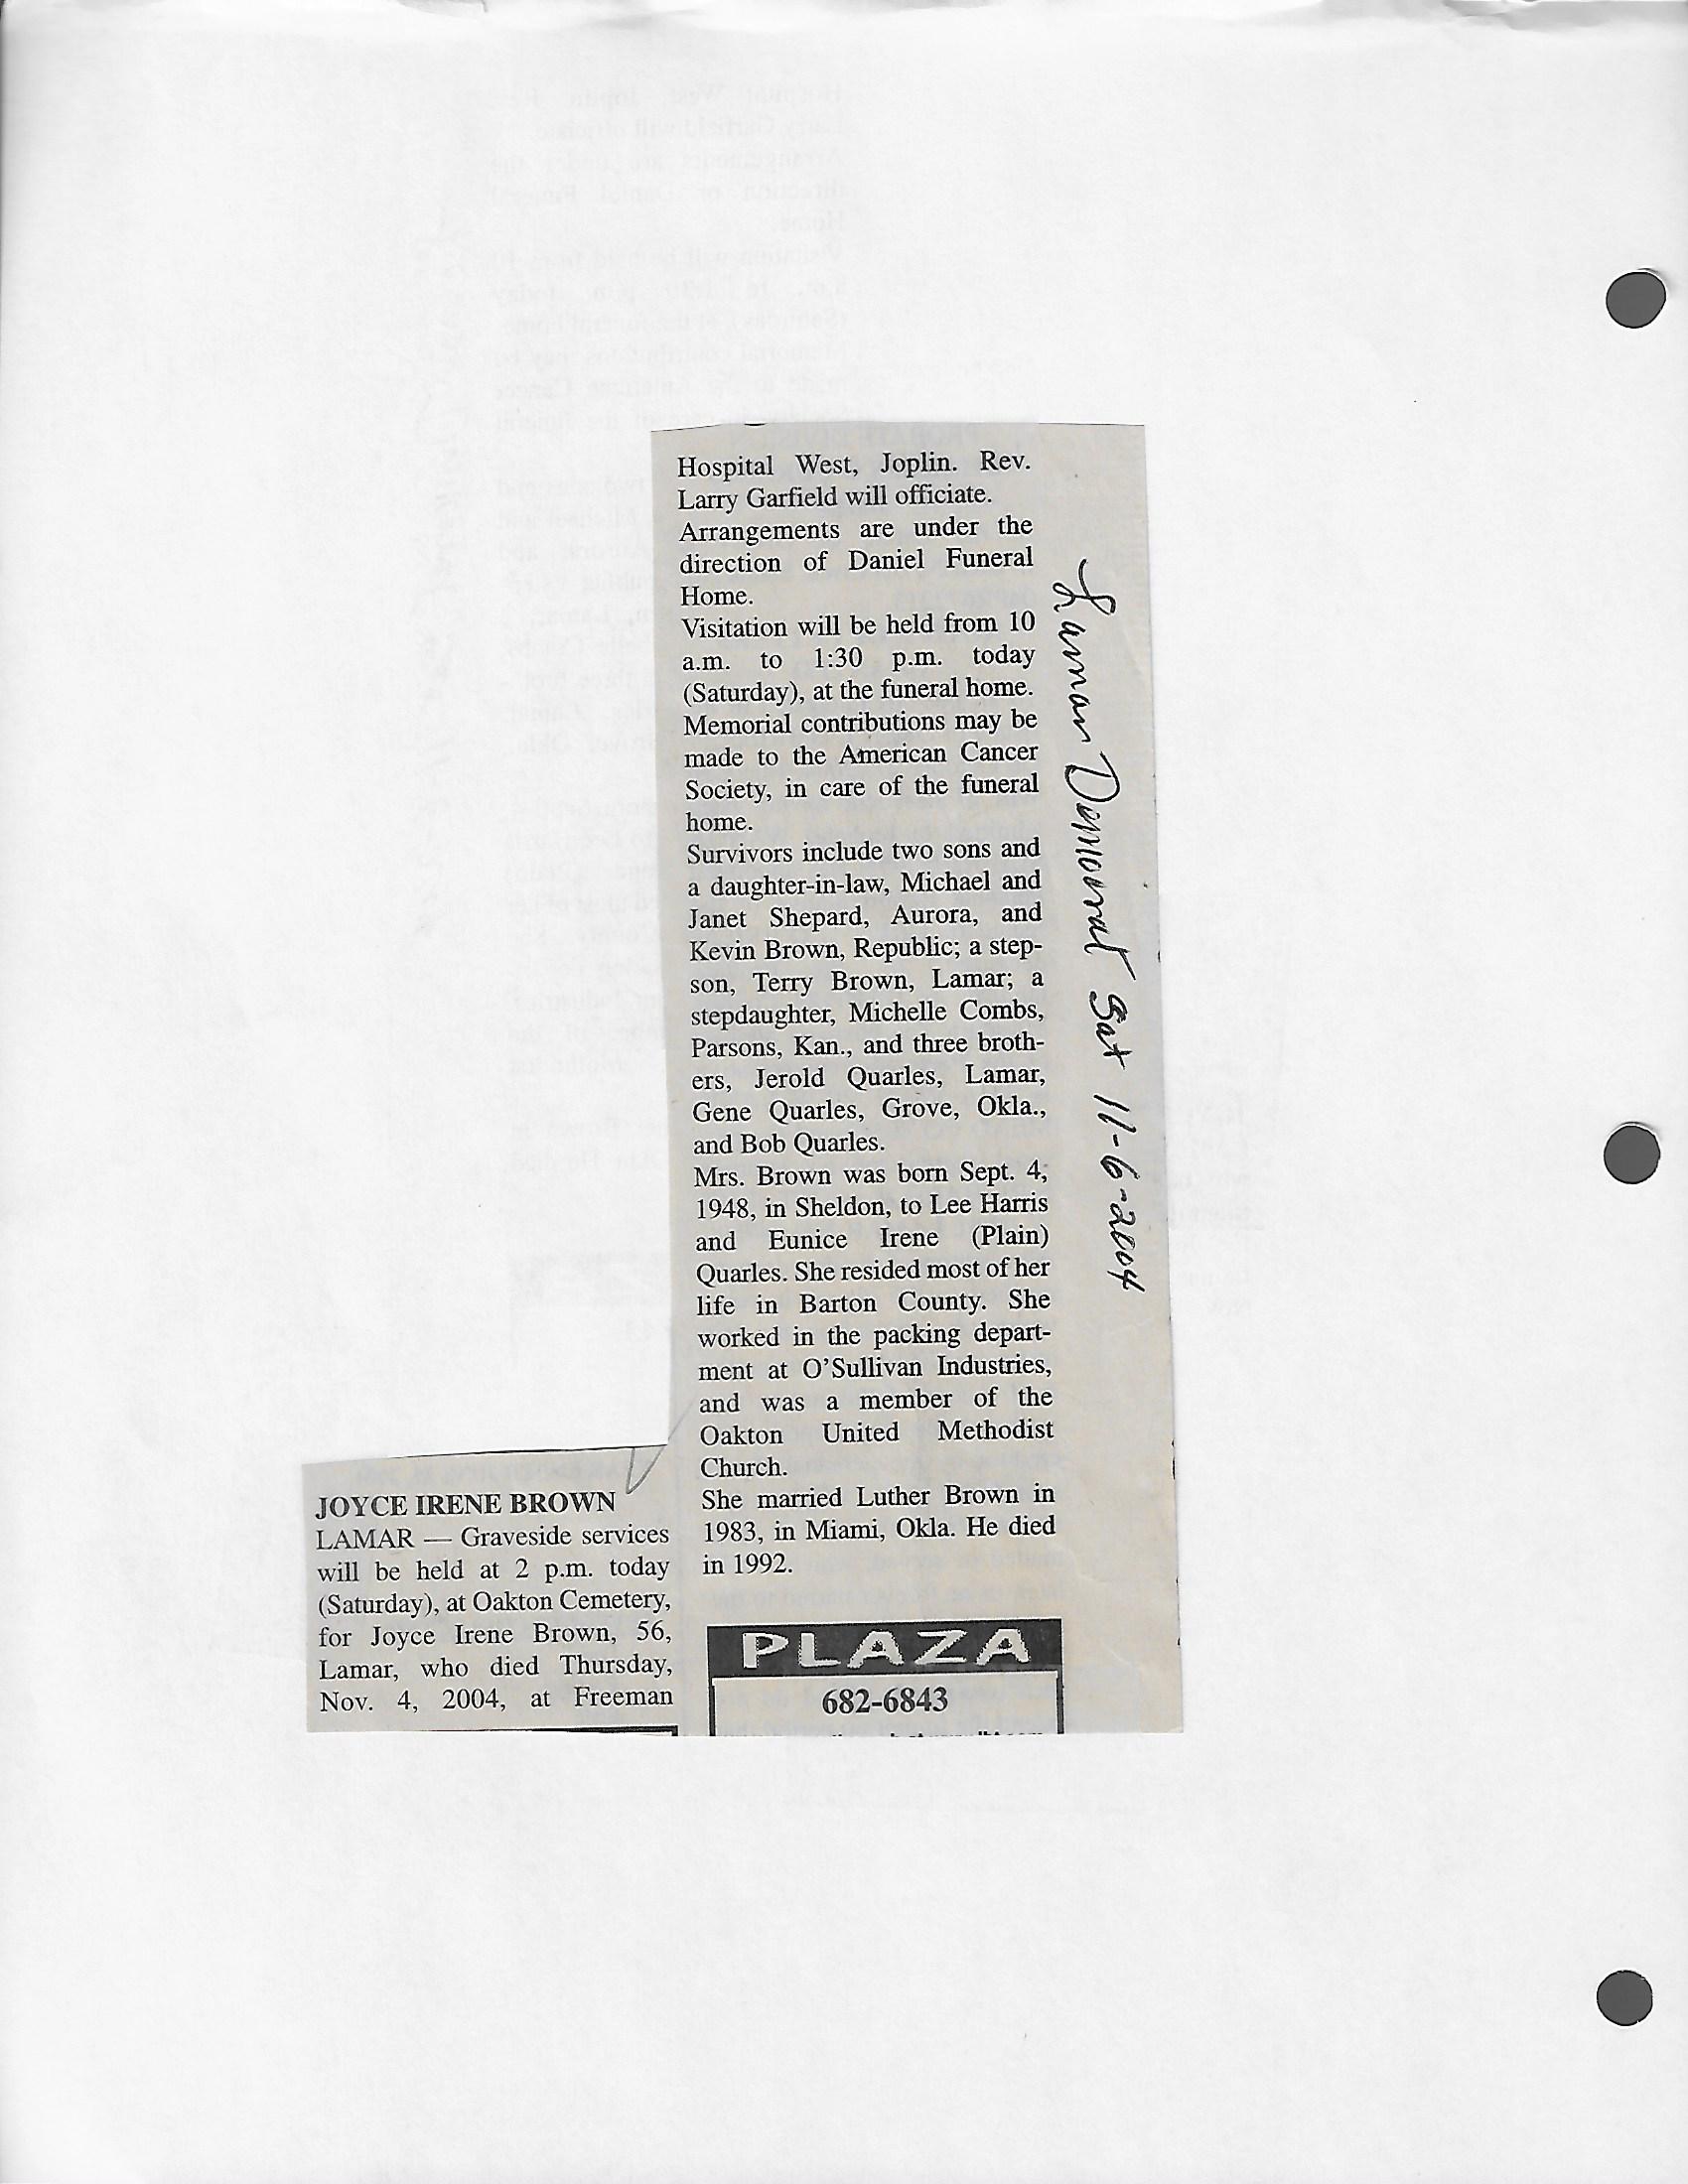 JOYCE IRENE BROWN
LAMAR — Graveside services
will be held at 2 p.m. today
(Saturday), at Oakton Cemetery,
for Joyce Irene Brown, 56,
Lamar, who died Thursday,
Nov. 4, 2004, at Freeman
Hospital West, Joplin. Rev.
Larry Garfield will officiate.
Arrangements are under the
direction of Daniel Funeral
Home.
Visitation will be held from 10
a.m. to 1:30 p.m. today
(Saturday), at the funeral home.
Memorial contributions may be
made to the American Cancer
Society, in care of the funeral
home.
Survivors include two sons and
a daughter-in-law, Michael and
Janet Shepard, Aurora, and
Kevin Brown, Republic; a step-
son, Terry Brown, Lamar; a
stepdaughter, Michelle Combs,
Parsons, Kan., and three broth-
ers, Jerold Quarles, Lamar,
Gene Quarles, Grove, Okla.,
and Bob Quarles.
Mrs. Brown was born Sept. 4,
1948, in Sheldon, to Lee Harris
and Eunice Irene (Plain)
Quarles. She resided most of her
life in Barton County. She
worked in the packing depart-
ment at O'Sullivan Industries,
and was a member of the
Oakton United Methodist
Church.
She married Luther Brown in
1983, in Miami, Okla. He died
in 1992.
PLAZA
682-6843
Lamar Democrat Sat 11-6-2004